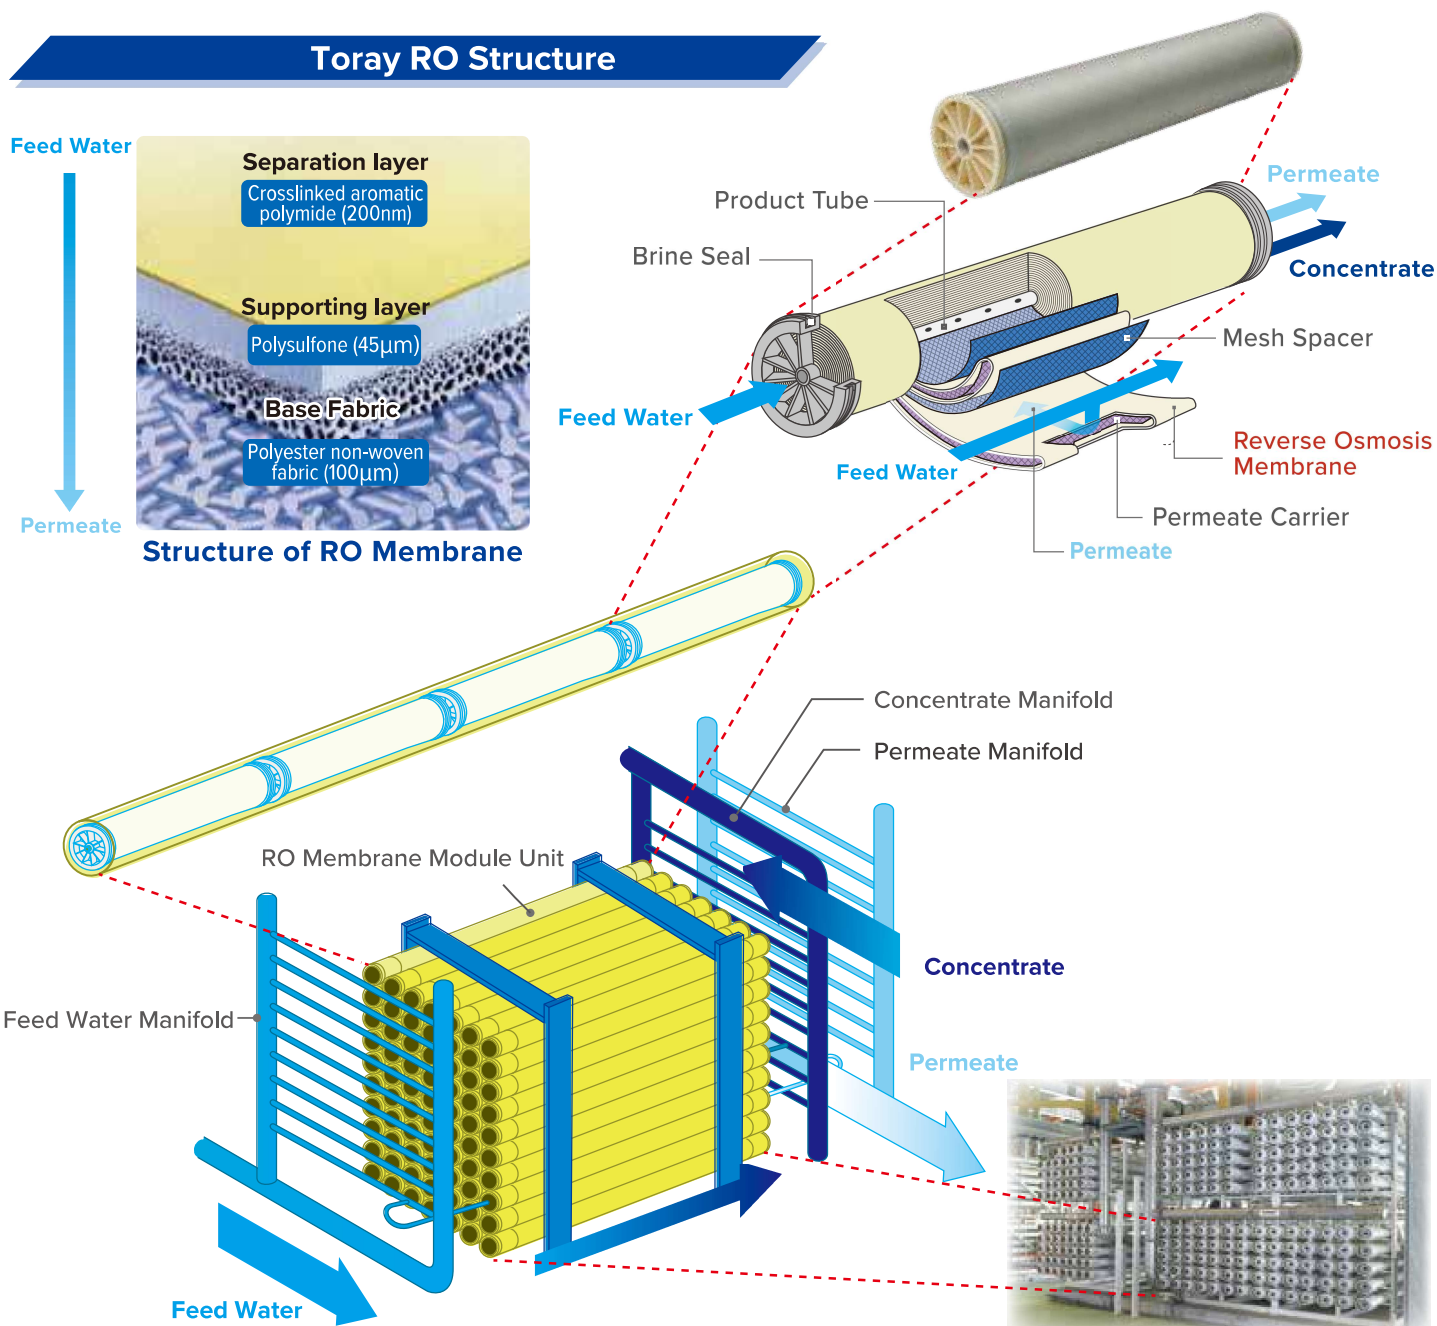 Toray RO Structure
Feed Water
Separation layer
Crosslinked aromatic
polymide (200nm)
Supporting layer
Polysulfone (45μm)
Base Fabric
Polyester non-woven
fabric (100μm)
Permeate
Structure of RO Membrane
Product Tube
Brine Seal
Permeate
Concentrate
Mesh Spacer
Feed Water
Feed Water
Reverse Osmosis
Membrane
Permeate Carrier
Permeate
Concentrate Manifold
Permeate Manifold
RO Membrane Module Unit
Concentrate
Feed Water Manifold
Permeate
Feed Water